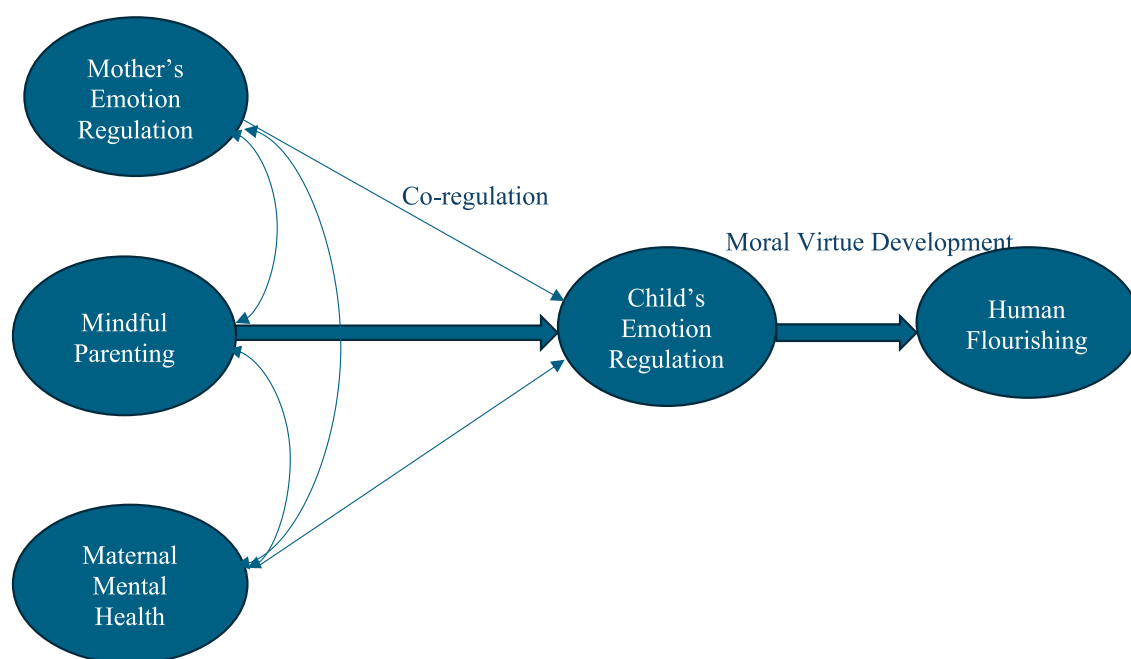 Mother’s
Emotion
Regulation
Co-regulation
Moral Virtue Development
Mindful
Parenting
Child’s
Emotion
Regulation
Human
Flourishing
Maternal
Mental
Health